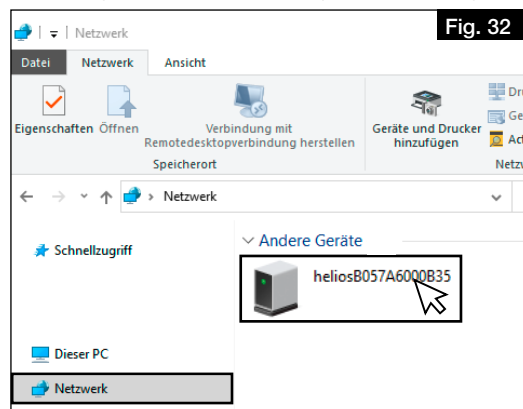 Fig. 32
Netzwerk
Datei Netzwerk Ansicht
Eigenschaften Öffnen Verbindung mit Remotedesktopverbindung herstellen Geräte und Drucker hinzufügen
Speicherort
Netzwerk
Schnellzugriff
Andere Geräte
heliosB057A6000B35
Dieser PC
Netzwerk